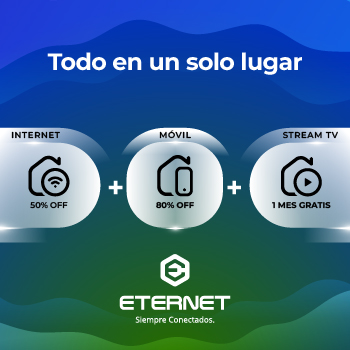 Todo en un solo lugar
INTERNET
MÓVIL
STREAM TV
+
+
50% OFF
80% OFF
1 MES GRATIS
ETERNET
Siempre Conectados.